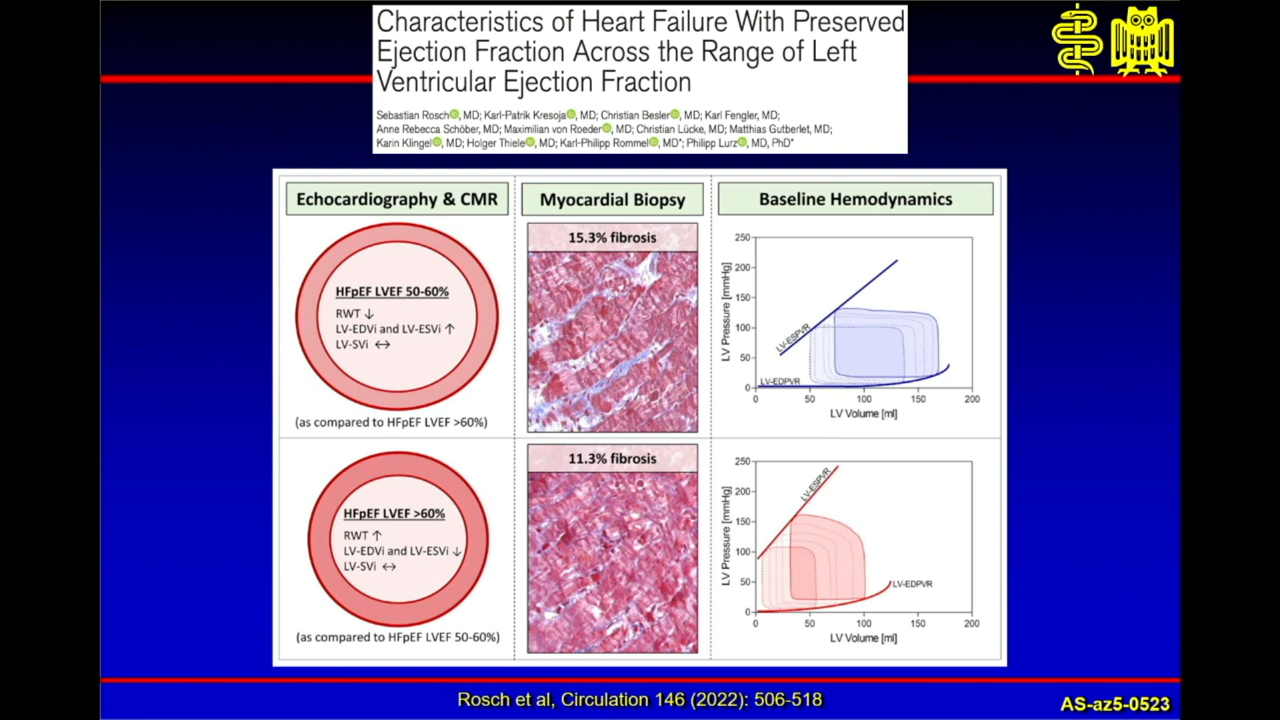 Characteristics of Heart Failure With Preserved
Ejection Fraction Across the Range of Left
Ventricular Ejection Fraction
Sebastian Rosch, MD; Karl-Patrik Kresoja, MD; Christian Besler, MD; Karl Fengler, MD;
Anne Rebecca Schöber, MD; Maximilian von Roeder, MD; Christian Lücke, MD; Matthias Gutberlet, MD;
Karin Klingel, MD; Holger Thiele, MD; Karl-Philipp Rommel, MD*; Philipp Lurz, MD, PhD*
Echocardiography & CMR
Myocardial Biopsy
Baseline Hemodynamics
HFpEF LVEF 50-60%
RWT ↓
LV-EDVi and LV-ESVi ↑
LV-SVi ↔
(as compared to HFpEF LVEF >60%)
15.3% fibrosis
LV Pressure [mmHg]
250
200
150
100
50
0
LV-ESPVR
LV-EDPVR
0 50 100 150 200
LV Volume [ml]
HFpEF LVEF >60%
RWT ↑
LV-EDVi and LV-ESVi ↓
LV-SVi ↔
(as compared to HFpEF LVEF 50-60%)
11.3% fibrosis
LV Pressure [mmHg]
250
200
150
100
50
0
LV-ESPVR
LV-EDPVR
0 50 100 150 200
LV Volume [ml]
Rosch et al, Circulation 146 (2022): 506-518
AS-az5-0523